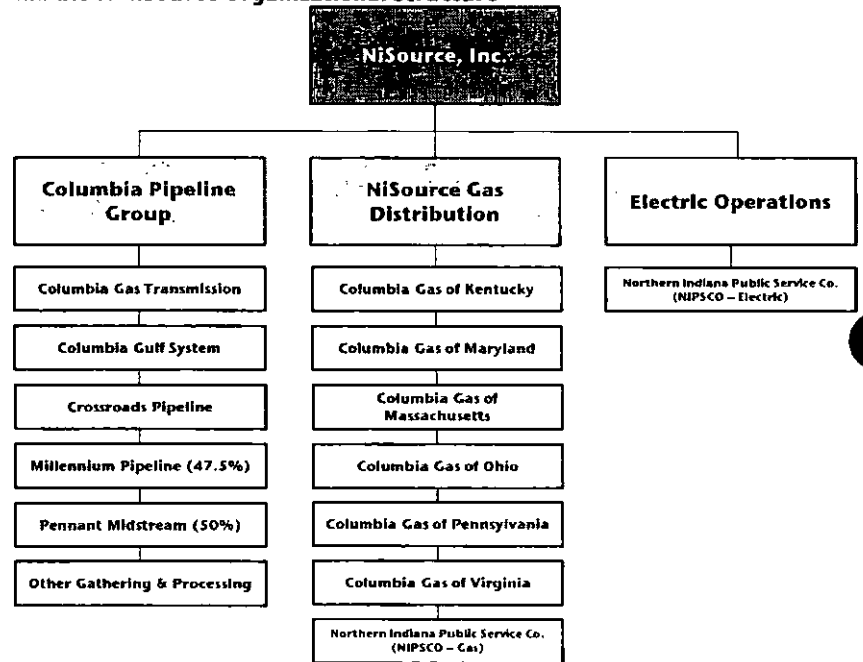 NiSource Organizational Structure
NiSource, Inc.
Columbia Pipeline
Group
Columbia Gas Transmission
Columbia Gulf System
Crossroads Pipeline
Millennium Pipeline (47.5%)
Pennant Midstream (50%)
Other Gathering & Processing
NiSource Gas
Distribution
Columbia Gas of Kentucky
Columbia Gas of Maryland
Columbia Gas of
Massachusetts
Columbia Gas of Ohio
Columbia Gas of Pennsylvania
Columbia Gas of Virginia
Northern Indiana Public Service Co.
(NIPSCO – Gas)
Electric Operations
Northern Indiana Public Service Co.
(NIPSCO – Electric)